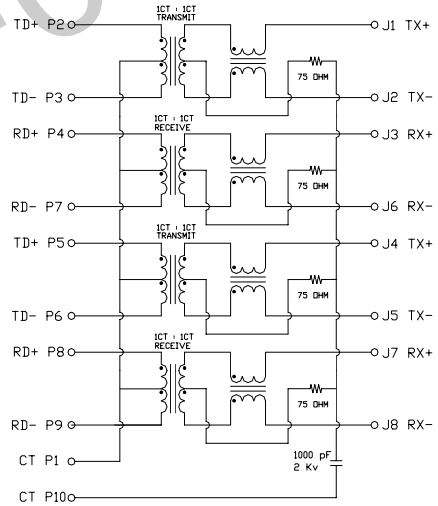 1CT : 1CT
TRANSMIT
TD+ P2
J1 TX+
75 OHM
TD- P3
J2 TX-
1CT : 1CT
RECEIVE
RD+ P4
J3 RX+
75 OHM
RD- P7
J6 RX-
1CT : 1CT
TRANSMIT
TD+ P5
J4 TX+
75 OHM
TD- P6
J5 TX-
1CT : 1CT
RECEIVE
RD+ P8
J7 RX+
75 OHM
RD- P9
J8 RX-
CT P1
1000 pF
2 Kv
CT P10